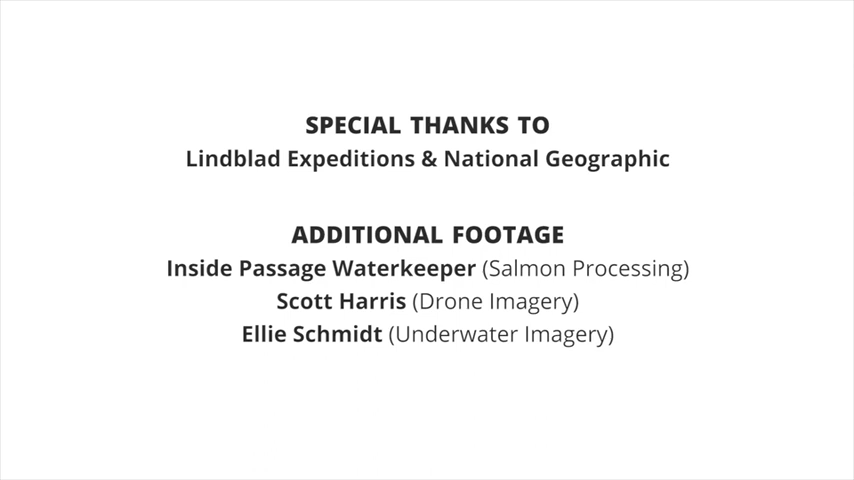 SPECIAL THANKS TO
Lindblad Expeditions & National Geographic
ADDITIONAL FOOTAGE
Inside Passage Waterkeeper (Salmon Processing)
Scott Harris (Drone Imagery)
Ellie Schmidt (Underwater Imagery)